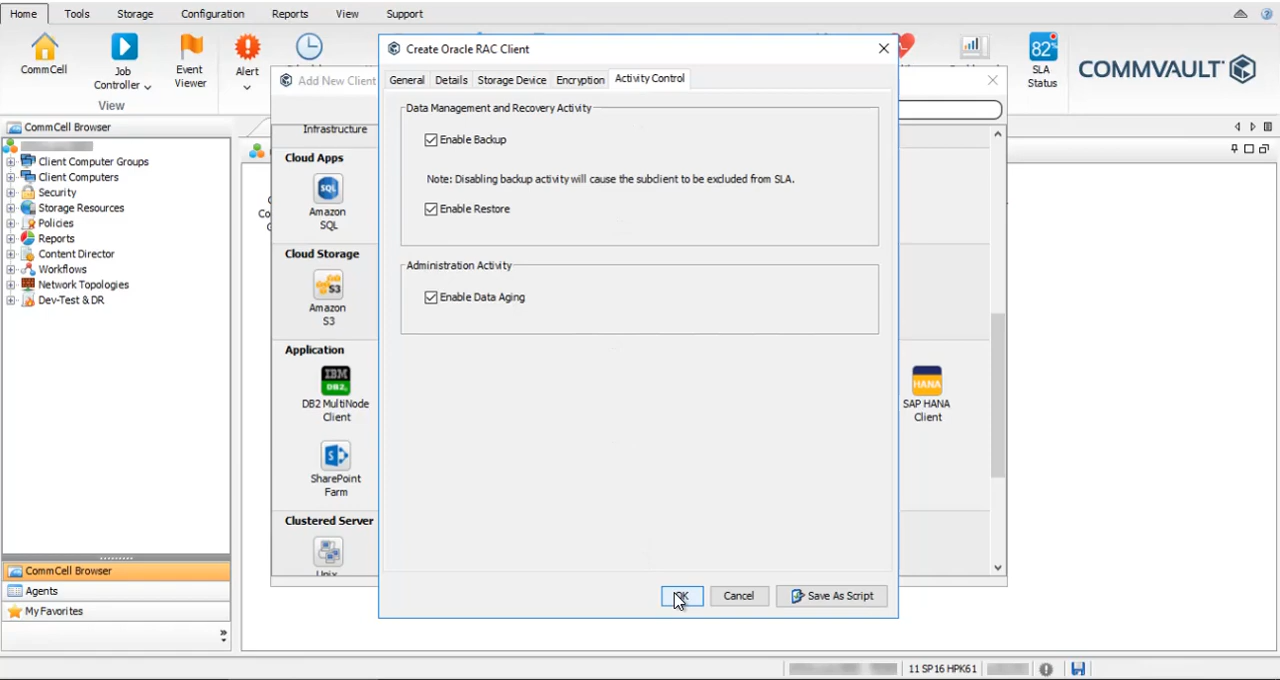 Home Tools Storage Configuration Reports View Support
CommCell
Job
Controller
Event
Viewer
Alert
View
82%
SLA
Status
COMMVAULT
CommCell Browser
Client Computer Groups
Client Computers
Security
Storage Resources
Policies
Reports
Content Director
Workflows
Network Topologies
Dev-Test & DR
CommCell Browser
Agents
My Favorites
Add New Client
Infrastructure
Cloud Apps
SQL
Amazon
SQL
Cloud Storage
S3
Amazon
S3
Application
IBM
DB2.
DB2 MultiNode
Client
SharePoint
Farm
Clustered Server
Unix
HANA
SAP HANA
Client
Create Oracle RAC Client
General Details Storage Device Encryption Activity Control
Data Management and Recovery Activity
Enable Backup
Note: Disabling backup activity will cause the subclient to be excluded from SLA.
Enable Restore
Administration Activity
Enable Data Aging
OK Cancel Save As Script
11 SP16 HPK61